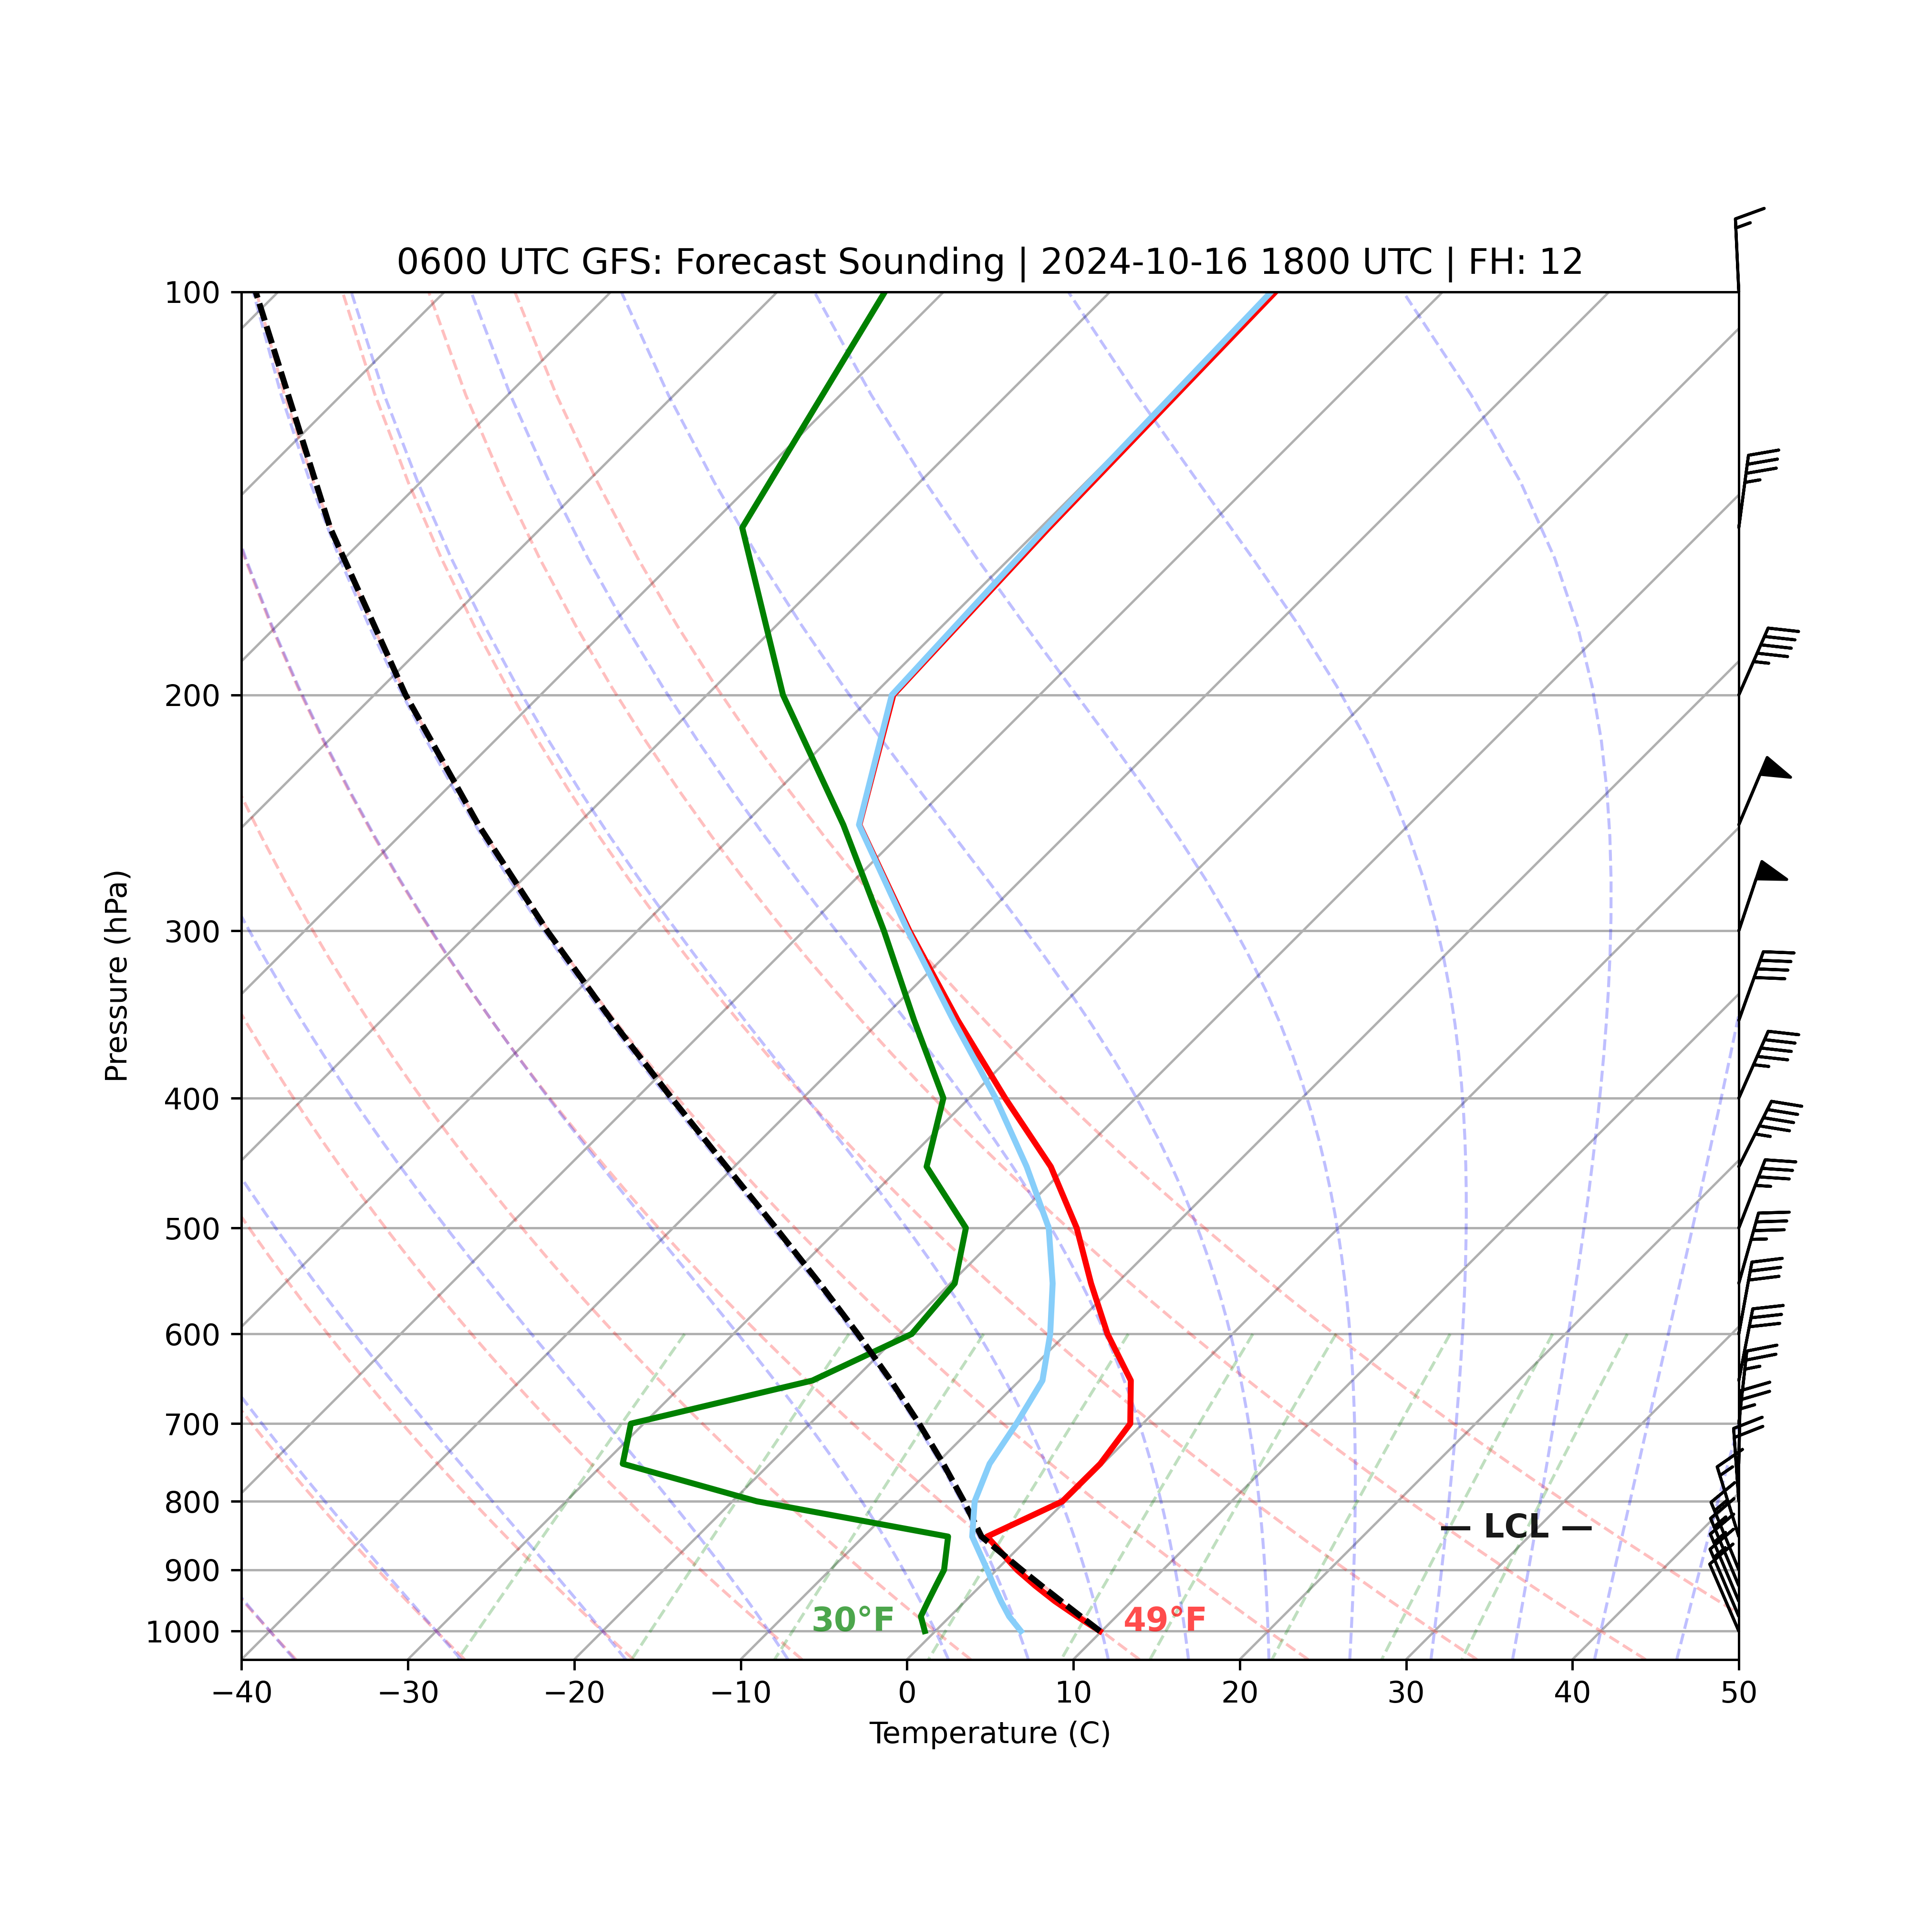 0600 UTC GFS: Forecast Sounding | 2024-10-16 1800 UTC | FH: 12
100
200
300
400
500
600
700
800
900
1000
Pressure (hPa)
— LCL —
30°F
49°F
−40 −30 −20 −10 0 10 20 30 40 50
Temperature (C)